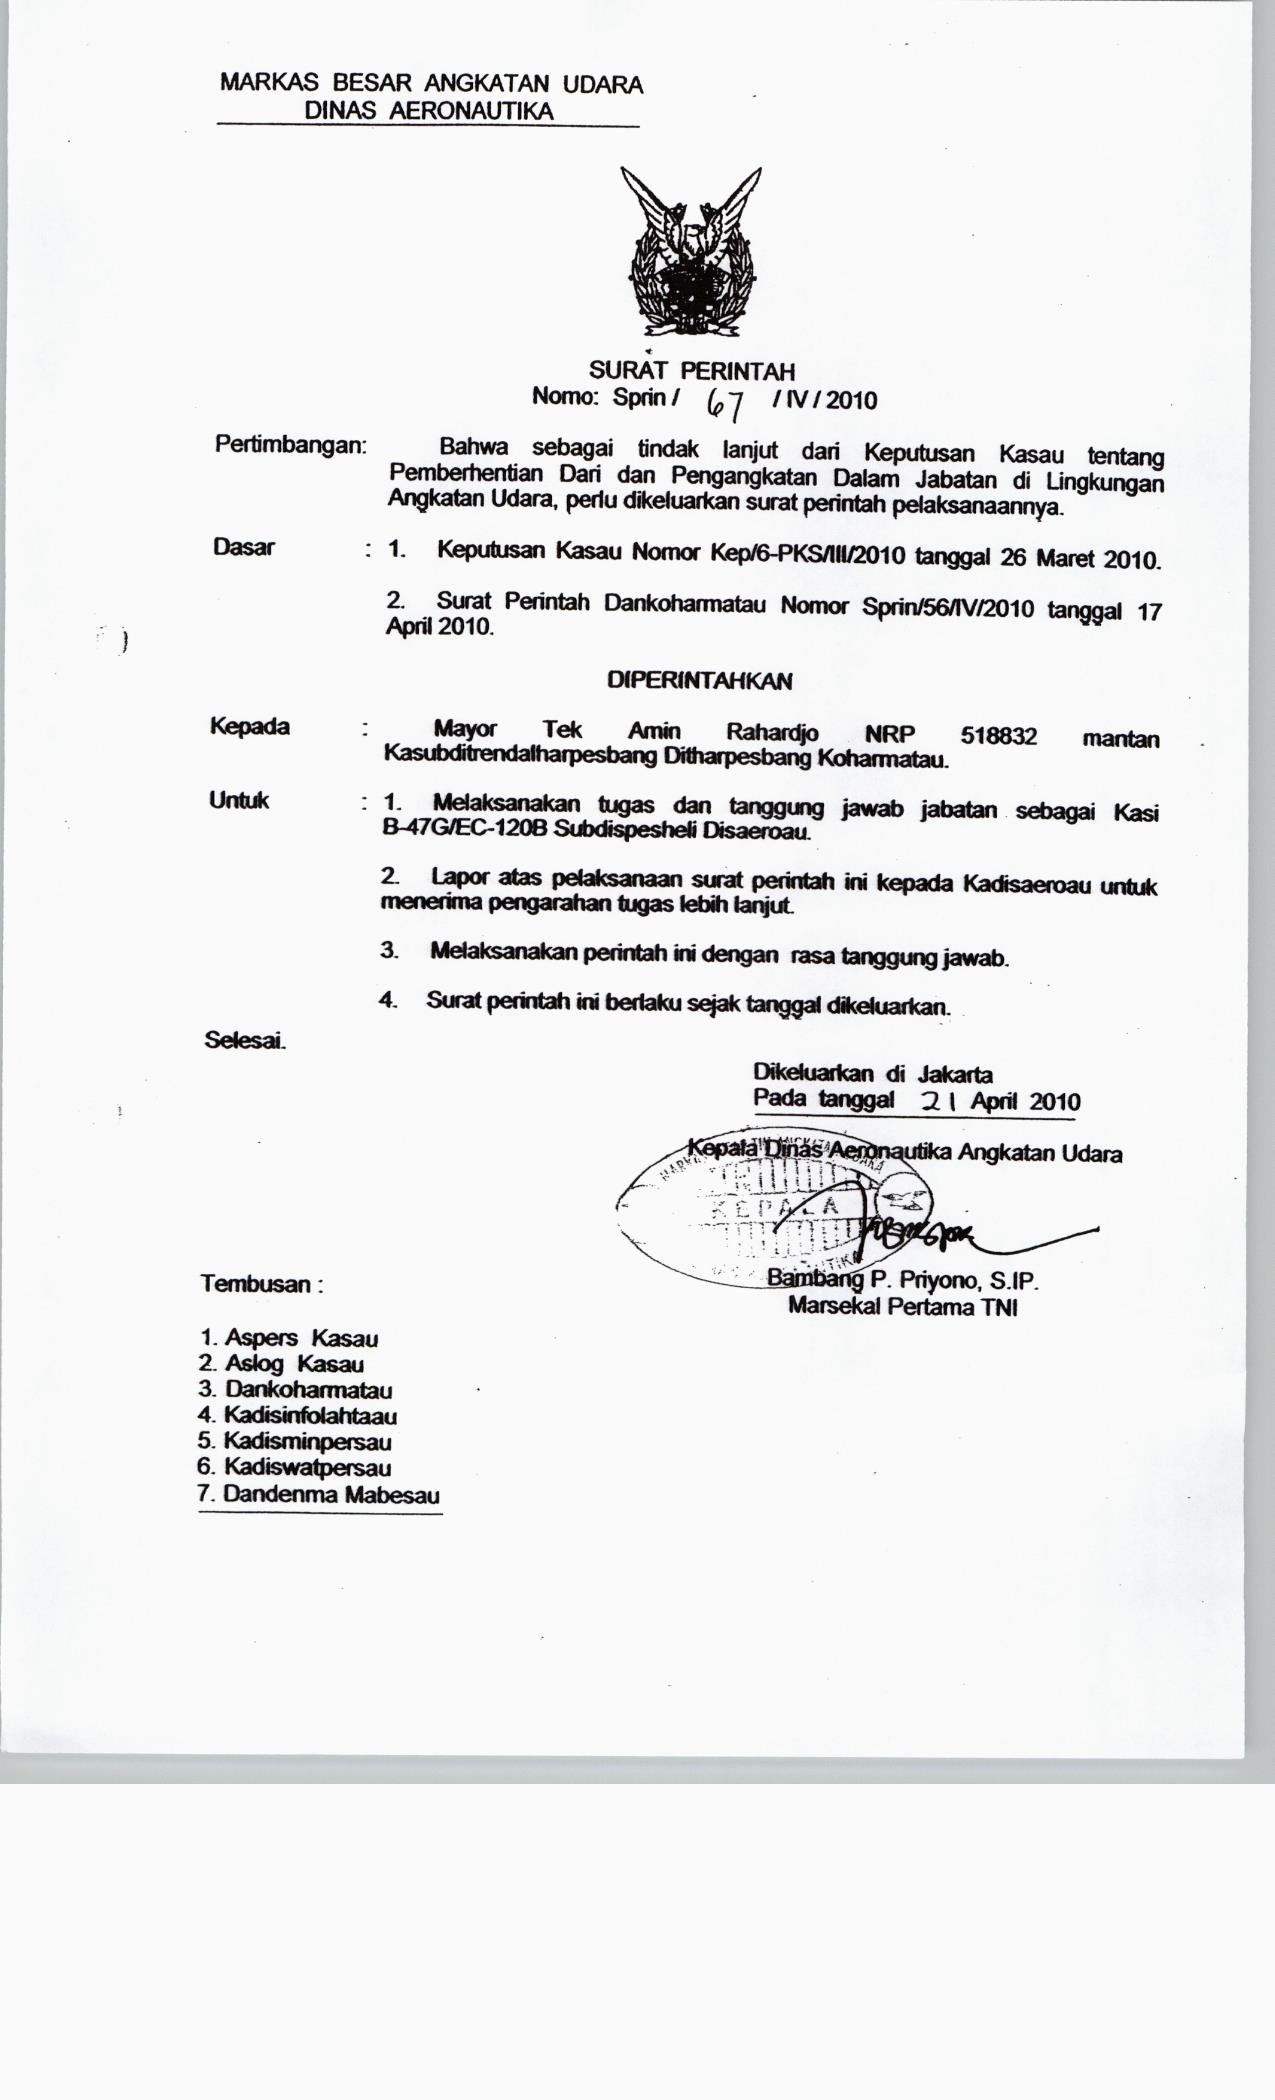 MARKAS BESAR ANGKATAN UDARA
DINAS AERONAUTIKA
SURAT PERINTAH
Nomo: Sprin / 67 / IV / 2010
Pertimbangan: Bahwa sebagai tindak lanjut dari Keputusan Kasau tentang
Pemberhentian Dari dan Pengangkatan Dalam Jabatan di Lingkungan
Angkatan Udara, perlu dikeluarkan surat perintah pelaksanaannya.
Dasar : 1. Keputusan Kasau Nomor Kep/6-PKS/III/2010 tanggal 26 Maret 2010.
2. Surat Perintah Dankoharmatau Nomor Sprin/56/IV/2010 tanggal 17
April 2010.
DIPERINTAHKAN
Kepada : Mayor Tek Amin Rahardjo NRP 518832 mantan
Kasubditrendalharpesbang Ditharpesbang Koharmatau.
Untuk : 1. Melaksanakan tugas dan tanggung jawab jabatan sebagai Kasi
B-47G/EC-120B Subdispesheli Disaeroau.
2. Lapor atas pelaksanaan surat perintah ini kepada Kadisaeroau untuk
menerima pengarahan tugas lebih lanjut.
3. Melaksanakan perintah ini dengan rasa tanggung jawab.
4. Surat perintah ini berlaku sejak tanggal dikeluarkan.
Selesai.
Dikeluarkan di Jakarta
Pada tanggal 21 April 2010
Kepala Dinas Aeronautika Angkatan Udara
KEPALA
Bambang P. Priyono, S.IP.
Marsekal Pertama TNI
Tembusan :
1. Aspers Kasau
2. Aslog Kasau
3. Dankoharmatau
4. Kadisinfolahtaau
5. Kadisminpersau
6. Kadiswatpersau
7. Dandenma Mabesau